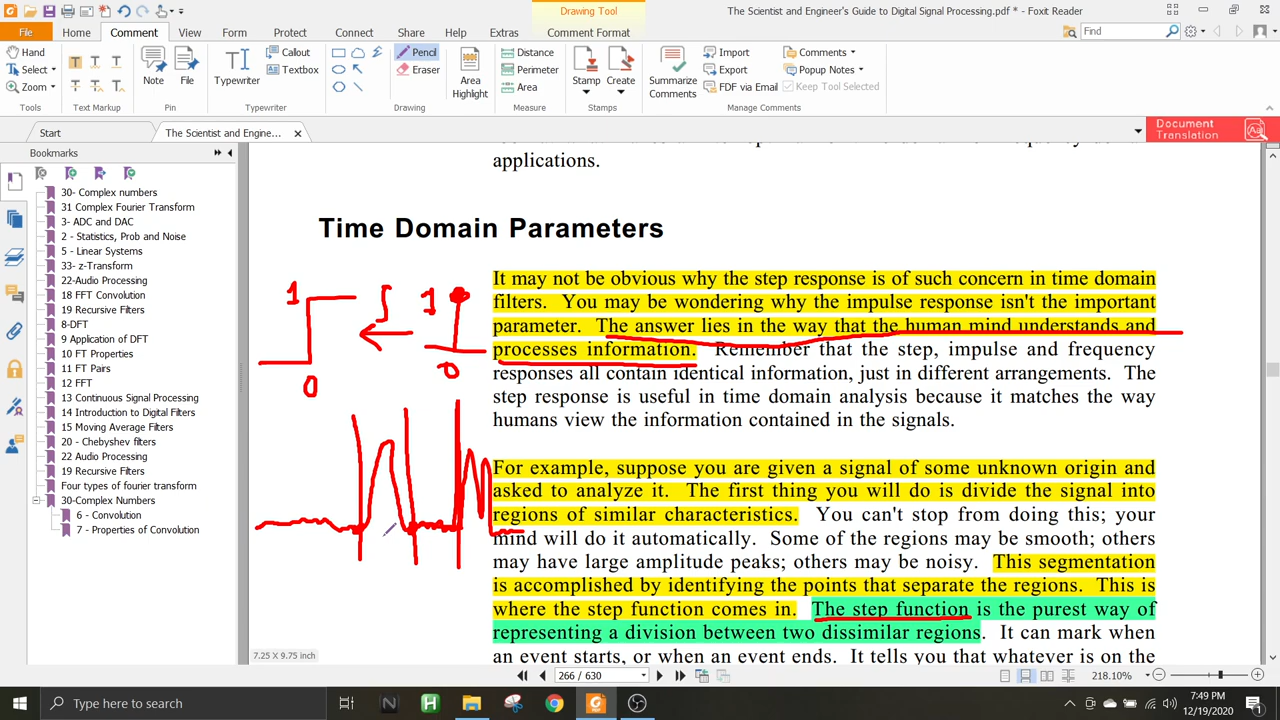 Drawing Tool
The Scientist and Engineer's Guide to Digital Signal Processing.pdf * - Foxit Reader
File Home Comment View Form Protect Connect Share Help Extras Comment Format Find
Hand
Select
Zoom
Tools
Text Markup
Note
File
Pin
Typewriter
Callout
Textbox
Typewriter
Pencil
Eraser
Drawing
Area
Highlight
Distance
Perimeter
Area
Measure
Stamp
Create
Stamps
Summarize
Comments
Import
Export
FDF via Email
Comments
Popup Notes
Keep Tool Selected
Manage Comments
Start
The Scientist and Engine...
Document
Translation
Bookmarks
30- Complex numbers
31 Complex Fourier Transform
3- ADC and DAC
2 - Statistics, Prob and Noise
5 - Linear Systems
33- z-Transform
22-Audio Processing
18 FFT Convolution
19 Recursive Filters
8-DFT
9 Application of DFT
10 FT Properties
11 FT Pairs
12 FFT
13 Continuous Signal Processing
14 Introduction to Digital Filters
15 Moving Average Filters
20 - Chebyshev filters
22 Audio Processing
19 Recursive Filters
Four types of fourier transform
30-Complex Numbers
6 - Convolution
7 - Properties of Convolution
applications.
Time Domain Parameters
It may not be obvious why the step response is of such concern in time domain
filters. You may be wondering why the impulse response isn't the important
parameter. The answer lies in the way that the human mind understands and
processes information. Remember that the step, impulse and frequency
responses all contain identical information, just in different arrangements. The
step response is useful in time domain analysis because it matches the way
humans view the information contained in the signals.
For example, suppose you are given a signal of some unknown origin and
asked to analyze it. The first thing you will do is divide the signal into
regions of similar characteristics. You can't stop from doing this; your
mind will do it automatically. Some of the regions may be smooth; others
may have large amplitude peaks; others may be noisy. This segmentation
is accomplished by identifying the points that separate the regions. This is
where the step function comes in. The step function is the purest way of
representing a division between two dissimilar regions. It can mark when
an event starts, or when an event ends. It tells you that whatever is on the
1 ∫ 1
0 0
7.25 x 9.75 inch
266 / 630
218.10%
Type here to search
7:49 PM
12/19/2020